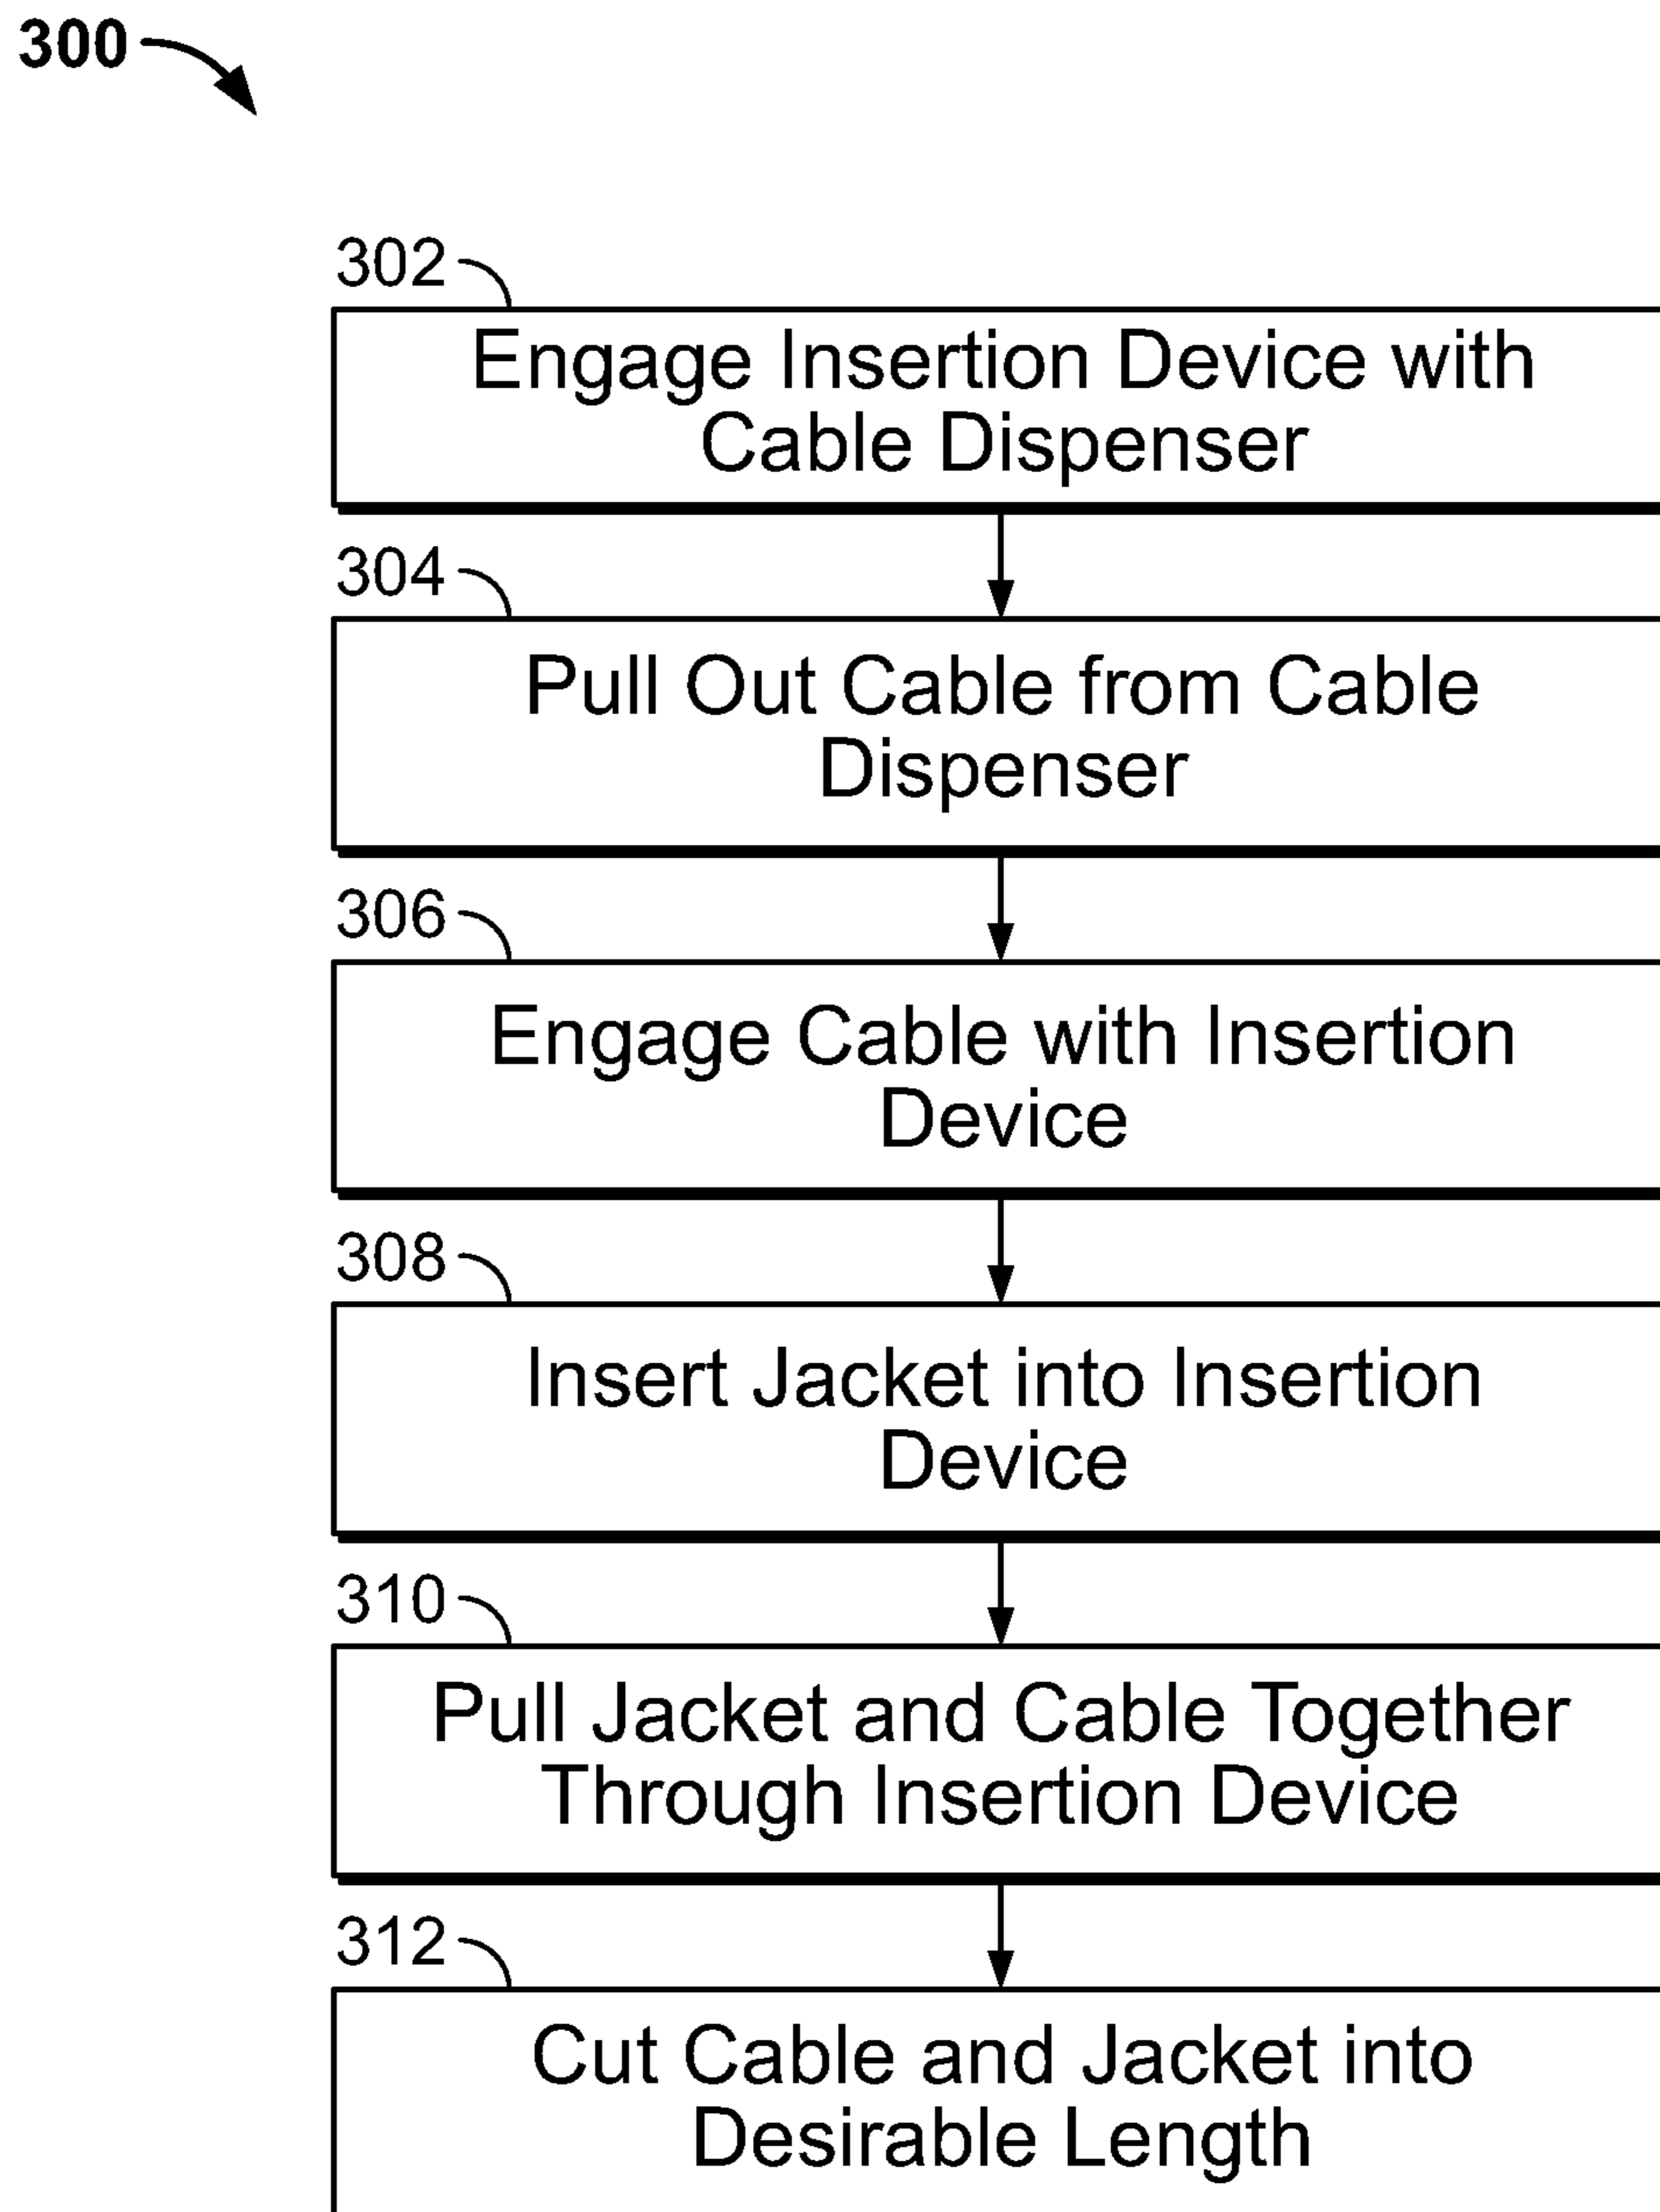 300
302
Engage Insertion Device with
Cable Dispenser
304
Pull Out Cable from Cable
Dispenser
306
Engage Cable with Insertion
Device
308
Insert Jacket into Insertion
Device
310
Pull Jacket and Cable Together
Through Insertion Device
312
Cut Cable and Jacket into
Desirable Length